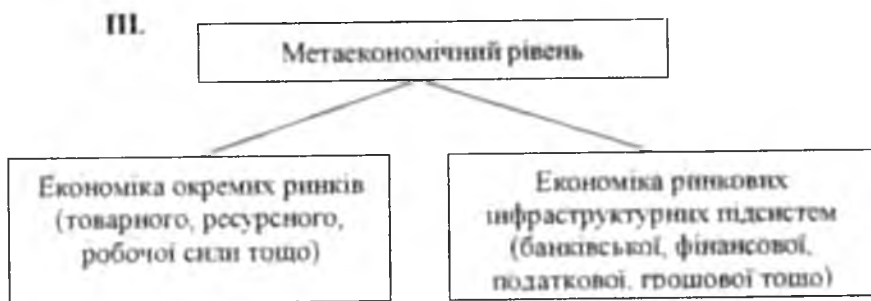 III.
Метаекономічний рівень
Економіка окремих ринків
(товарного, ресурсного,
робочої сили тощо)
Економіка ринкових
інфраструктурних підсистем
(банківської, фінансової,
податкової, грошової тощо)